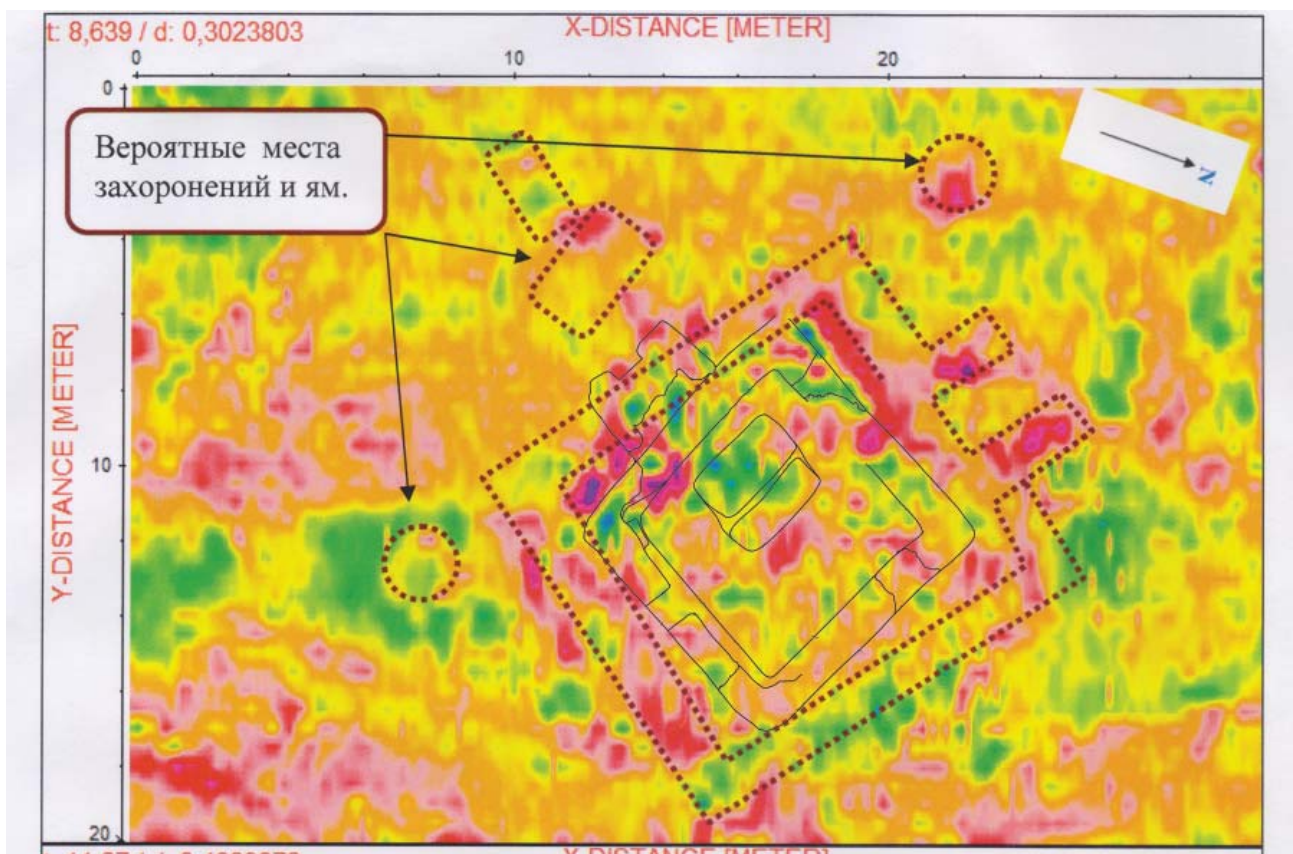 t: 8,639 / d: 0,3023803
X-DISTANCE [METER]
0 10 20
0
Вероятные места
захоронений и ям.
N
Y-DISTANCE [METER]
10
20
X-DISTANCE [METER]